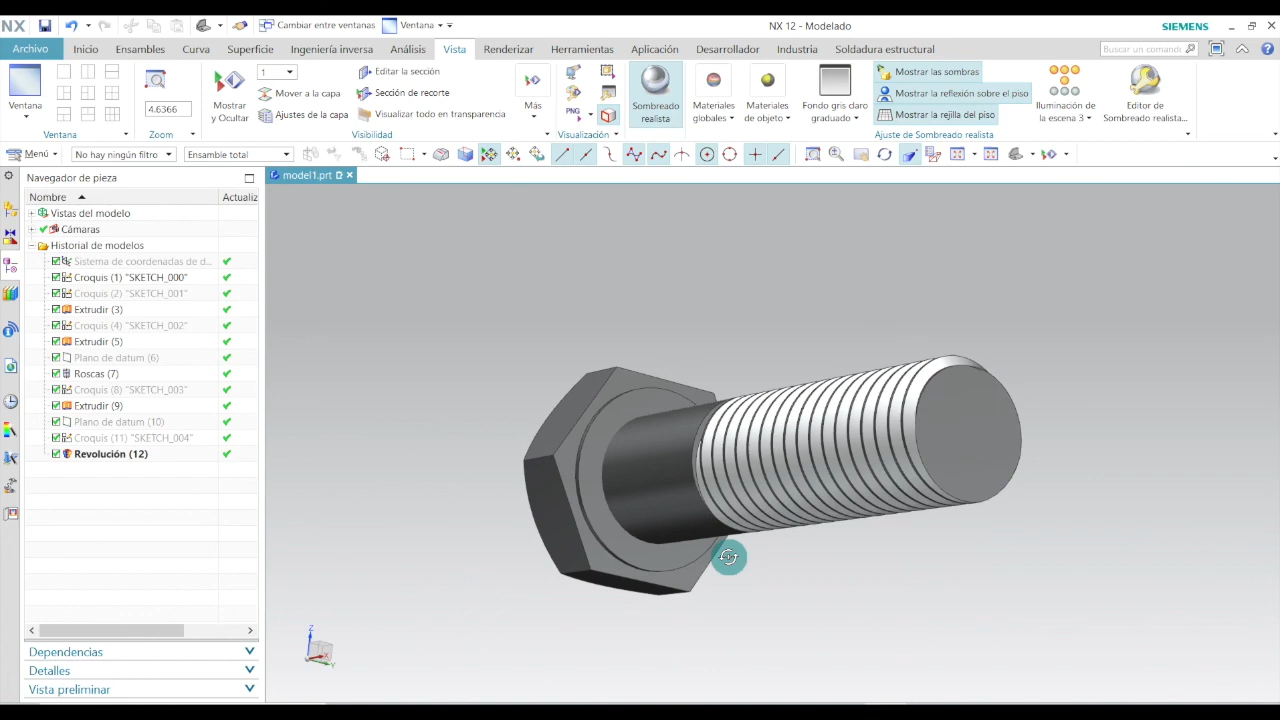 NX
Cambiar entre ventanas
Ventana
NX 12 - Modelado
SIEMENS
Archivo
Inicio
Ensambles
Curva
Superficie
Ingeniería inversa
Análisis
Vista
Renderizar
Herramientas
Aplicación
Desarrollador
Industria
Soldadura estructural
Buscar un comando
Ventana
4.6366
Mostrar
y Ocultar
1
Mover a la capa
Ajustes de la capa
Editar la sección
Sección de recorte
Visualizar todo en transparencia
Más
PNG
Sombreado
realista
Materiales
globales
Materiales
de objeto
Fondo gris claro
graduado
Mostrar las sombras
Mostrar la reflexión sobre el piso
Mostrar la rejilla del piso
Iluminación de
la escena 3
Editor de
Sombreado realista...
Ventana
Zoom
Visibilidad
Visualización
Ajuste de Sombreado realista
Menú
No hay ningún filtro
Ensamble total
Navegador de pieza
model1.prt
Nombre
Actualiz
Vistas del modelo
Cámaras
Historial de modelos
Sistema de coordenadas de d...
Croquis (1) "SKETCH_000"
Croquis (2) "SKETCH_001"
Extrudir (3)
Croquis (4) "SKETCH_002"
Extrudir (5)
Plano de datum (6)
Roscas (7)
Croquis (8) "SKETCH_003"
Extrudir (9)
Plano de datum (10)
Croquis (11) "SKETCH_004"
Revolución (12)
Dependencias
Detalles
Vista preliminar
Z
X
Y